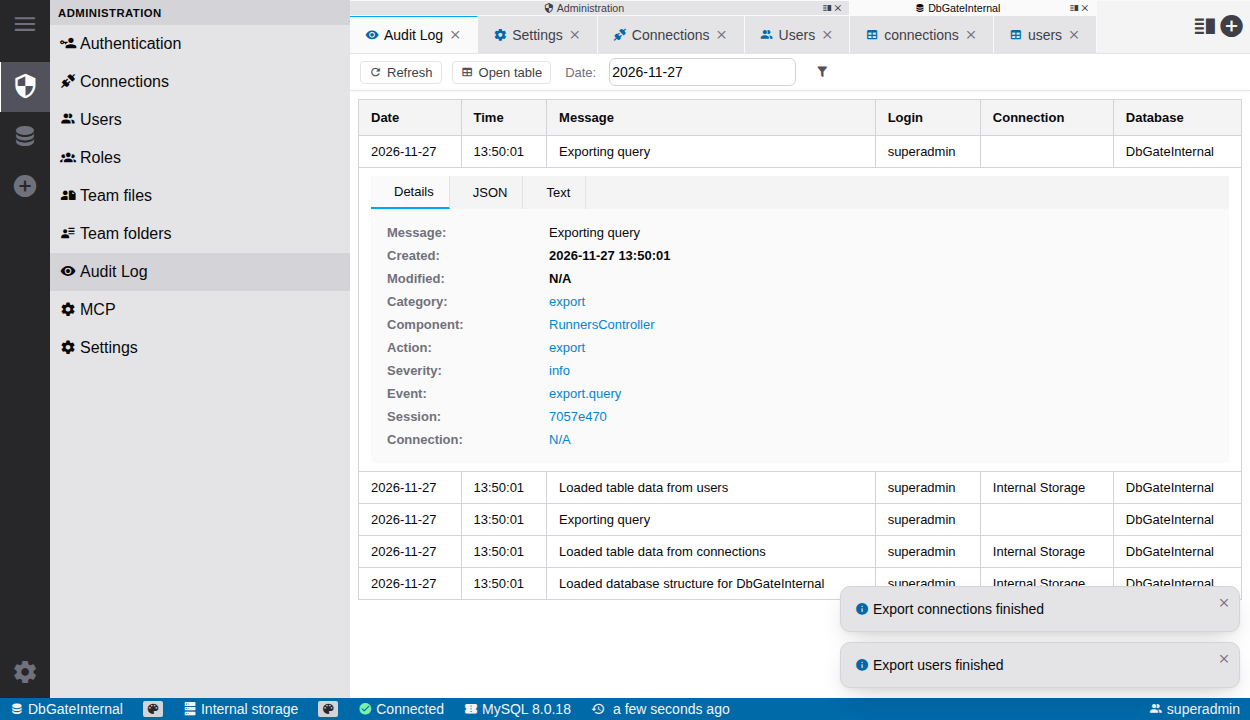 ADMINISTRATION
Authentication
Connections
Users
Roles
Team files
Team folders
Audit Log
MCP
Settings
Administration
DbGateInternal
Audit Log
Settings
Connections
Users
connections
users
Refresh
Open table
Date:
2026-11-27
Date Time Message Login Connection Database
2026-11-27 13:50:01 Exporting query superadmin DbGateInternal
Details JSON Text
Message: Exporting query
Created: 2026-11-27 13:50:01
Modified: N/A
Category: export
Component: RunnersController
Action: export
Severity: info
Event: export.query
Session: 7057e470
Connection: N/A
2026-11-27 13:50:01 Loaded table data from users superadmin Internal Storage DbGateInternal
2026-11-27 13:50:01 Exporting query superadmin DbGateInternal
2026-11-27 13:50:01 Loaded table data from connections superadmin Internal Storage DbGateInternal
2026-11-27 13:50:01 Loaded database structure for DbGateInternal superadmin Internal Storage DbGateInternal
Export connections finished
Export users finished
DbGateInternal Internal storage Connected MySQL 8.0.18 a few seconds ago superadmin